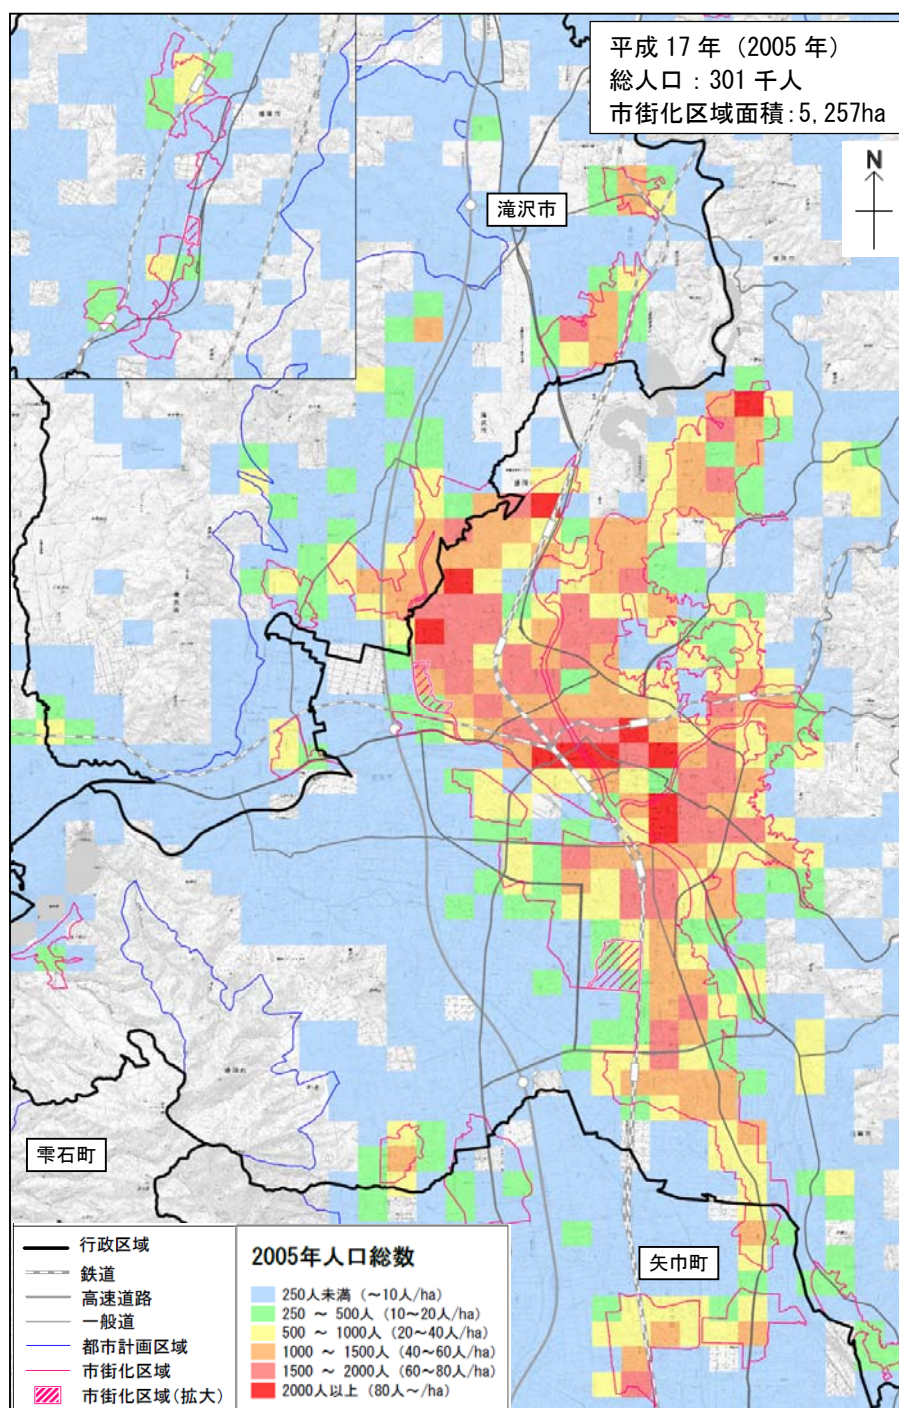 平成 17 年（2005 年）
総人口：301 千人
市街化区域面積：5,257ha
N
滝沢市
雫石町
矢巾町
行政区域
鉄道
高速道路
一般道
都市計画区域
市街化区域
市街化区域(拡大)
2005年人口総数
250人未満（～10人/ha）
250 ～ 500人（10～20人/ha）
500 ～ 1000人（20～40人/ha）
1000 ～ 1500人（40～60人/ha）
1500 ～ 2000人（60～80人/ha）
2000人以上（80人～/ha）